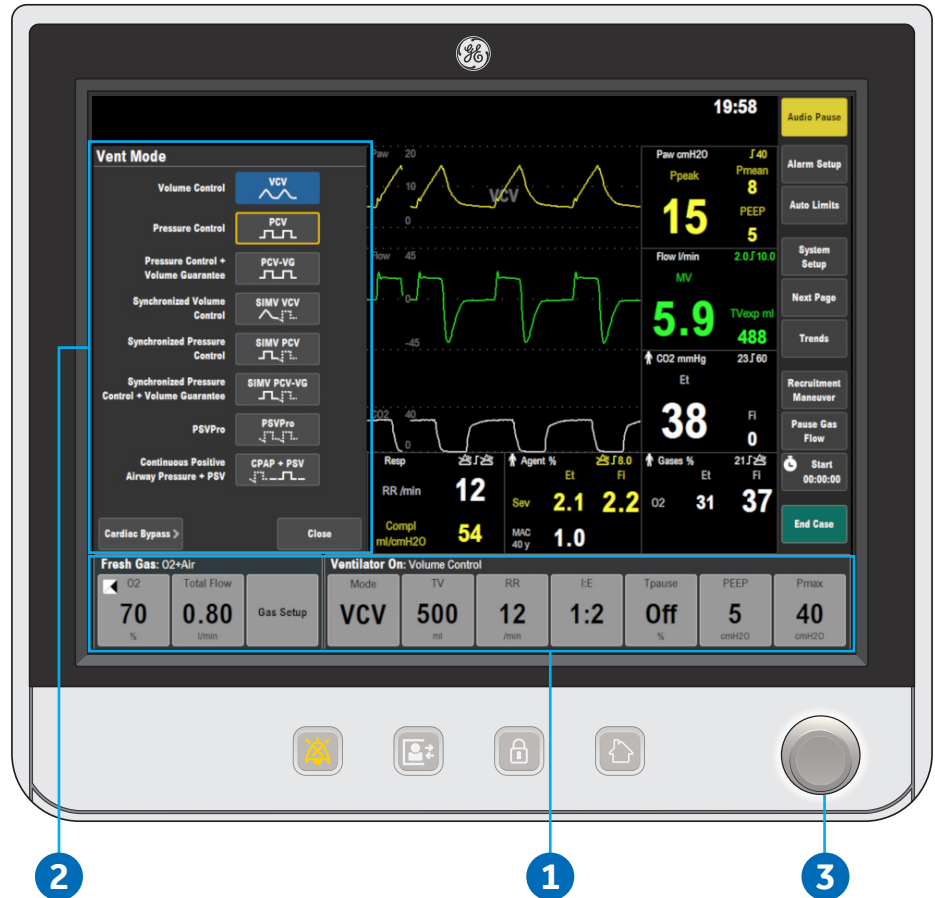 GE
19:58
Audio Pause
Alarm Setup
Auto Limits
System
Setup
Next Page
Trends
Recruitment
Maneuver
Pause Gas
Flow
Start
00:00:00
End Case
Vent Mode
Volume Control
VCV
Pressure Control
PCV
Pressure Control +
Volume Guarantee
PCV-VG
Synchronized Volume
Control
SIMV VCV
Synchronized Pressure
Control
SIMV PCV
Synchronized Pressure
Control + Volume Guarantee
SIMV PCV-VG
PSVPro
PSVPro
Continuous Positive
Airway Pressure + PSV
CPAP + PSV
Cardiac Bypass >
Close
Paw 20
10
0
VCV
Flow 45
0
-45
CO2 40
0
Paw cmH2O 40
Ppeak
15
Pmean
8
PEEP
5
Flow l/min 2.0 10.0
MV
5.9
TVexp ml
488
CO2 mmHg 23 60
Et
38
FI
0
Resp
RR /min 12
Compl
ml/cmH2O 54
Agent % 8.0
Et FI
Sev 2.1 2.2
MAC
40 y 1.0
Gases % 21
Et FI
O2 31 37
Fresh Gas: O2+Air
O2
70
%
Total Flow
0.80
l/min
Gas Setup
Ventilator On: Volume Control
Mode
VCV
TV
500
ml
RR
12
/min
I:E
1:2
Tpause
Off
%
PEEP
5
cmH2O
Pmax
40
cmH2O
2
1
3